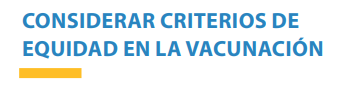 CONSIDERAR CRITERIOS DE
EQUIDAD EN LA VACUNACIÓN